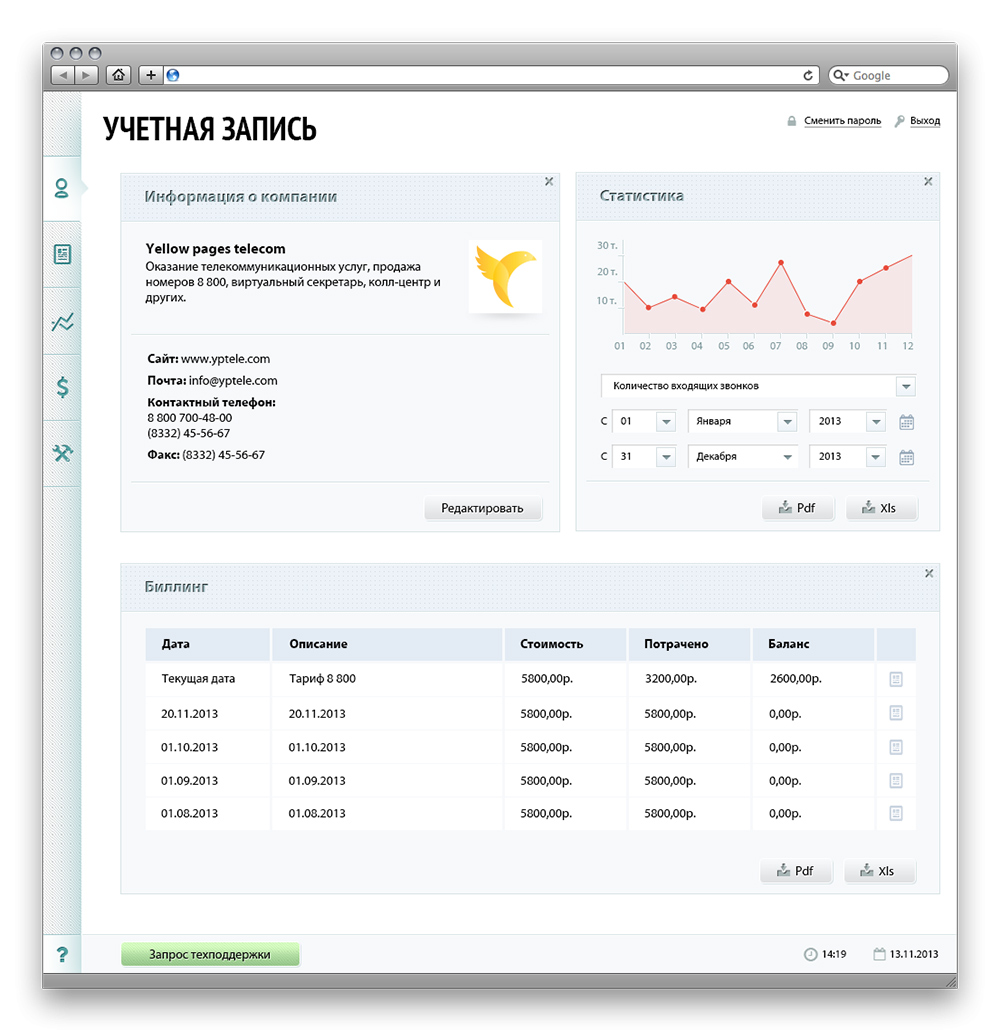 Google
УЧЕТНАЯ ЗАПИСЬ
Сменить пароль
Выход
Информация о компании
Yellow pages telecom
Оказание телекоммуникационных услуг, продажа
номеров 8 800, виртуальный секретарь, колл-центр и
других.
Сайт: www.yptele.com
Почта: info@yptele.com
Контактный телефон:
8 800 700-48-00
(8332) 45-56-67
Факс: (8332) 45-56-67
Редактировать
Статистика
30 т.
20 т.
10 т.
01 02 03 04 05 06 07 08 09 10 11 12
Количество входящих звонков
С 01 Января 2013
С 31 Декабря 2013
Pdf Xls
Биллинг
Дата Описание Стоимость Потрачено Баланс
Текущая дата Тариф 8 800 5800,00р. 3200,00р. 2600,00р.
20.11.2013 20.11.2013 5800,00р. 5800,00р. 0,00р.
01.10.2013 01.10.2013 5800,00р. 5800,00р. 0,00р.
01.09.2013 01.09.2013 5800,00р. 5800,00р. 0,00р.
01.08.2013 01.08.2013 5800,00р. 5800,00р. 0,00р.
Pdf Xls
? Запрос техподдержки 14:19 13.11.2013